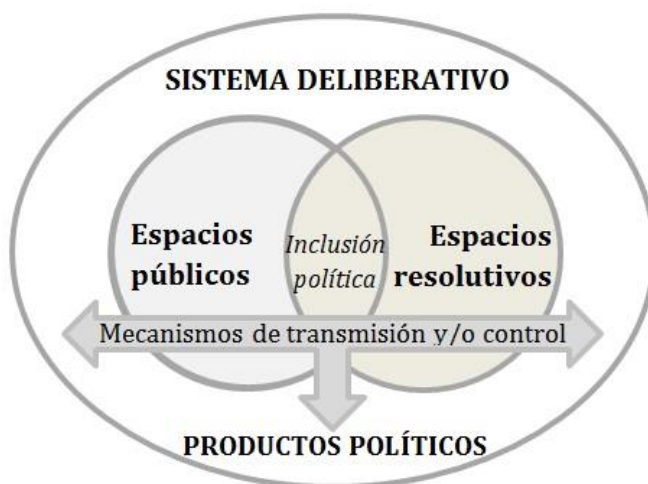 SISTEMA DELIBERATIVO
Espacios
públicos
Inclusión
política
Espacios
resolutivos
Mecanismos de transmisión y/o control
PRODUCTOS POLÍTICOS